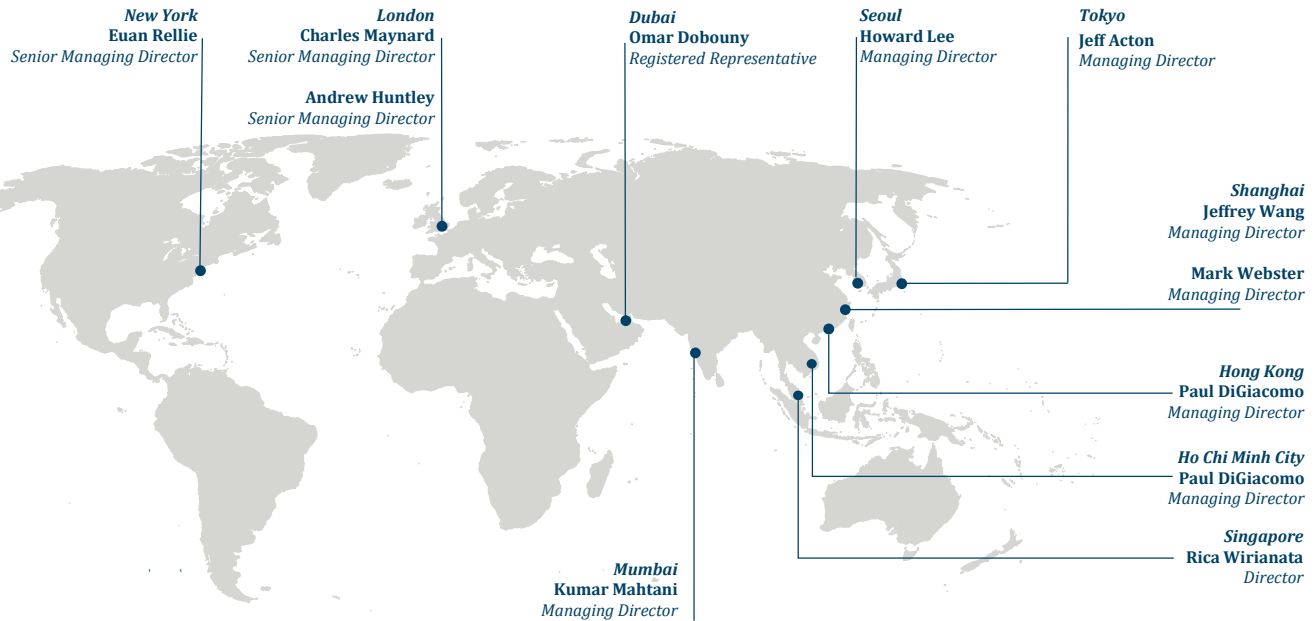 New York
Euan Rellie
Senior Managing Director
London
Charles Maynard
Senior Managing Director
Andrew Huntley
Senior Managing Director
Dubai
Omar Dobouny
Registered Representative
Seoul
Howard Lee
Managing Director
Tokyo
Jeff Acton
Managing Director
Shanghai
Jeffrey Wang
Managing Director
Mark Webster
Managing Director
Hong Kong
Paul DiGiacomo
Managing Director
Ho Chi Minh City
Paul DiGiacomo
Managing Director
Singapore
Rica Wirianata
Director
Mumbai
Kumar Mahtani
Managing Director